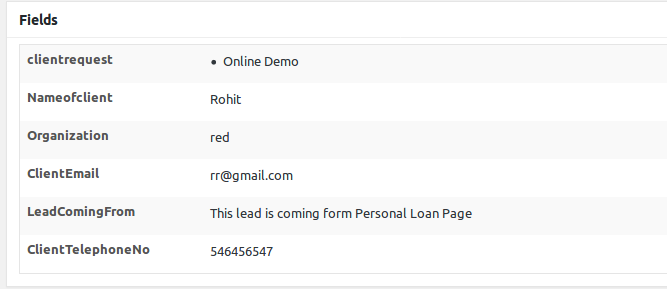 Fields
clientrequest
• Online Demo
Nameofclient
Rohit
Organization
red
ClientEmail
rr@gmail.com
LeadComingFrom
This lead is coming form Personal Loan Page
ClientTelephoneNo
546456547